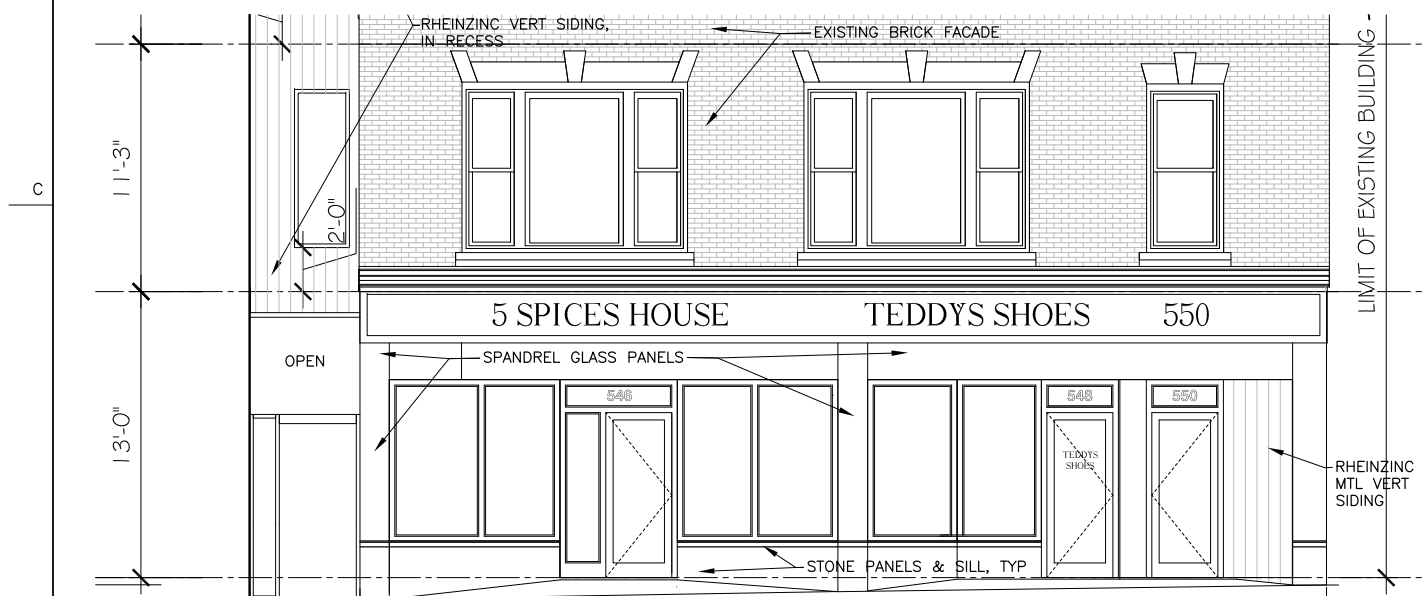 RHEINZINC VERT SIDING,
IN RECESS
EXISTING BRICK FACADE
LIMIT OF EXISTING BUILDING -
11'-3"
C
2'-0"
5 SPICES HOUSE
TEDDYS SHOES
550
OPEN
SPANDREL GLASS PANELS
546
548
550
13'-0"
TEDDYS
SHOES
RHEINZINC
MTL VERT
SIDING
STONE PANELS & SILL, TYP